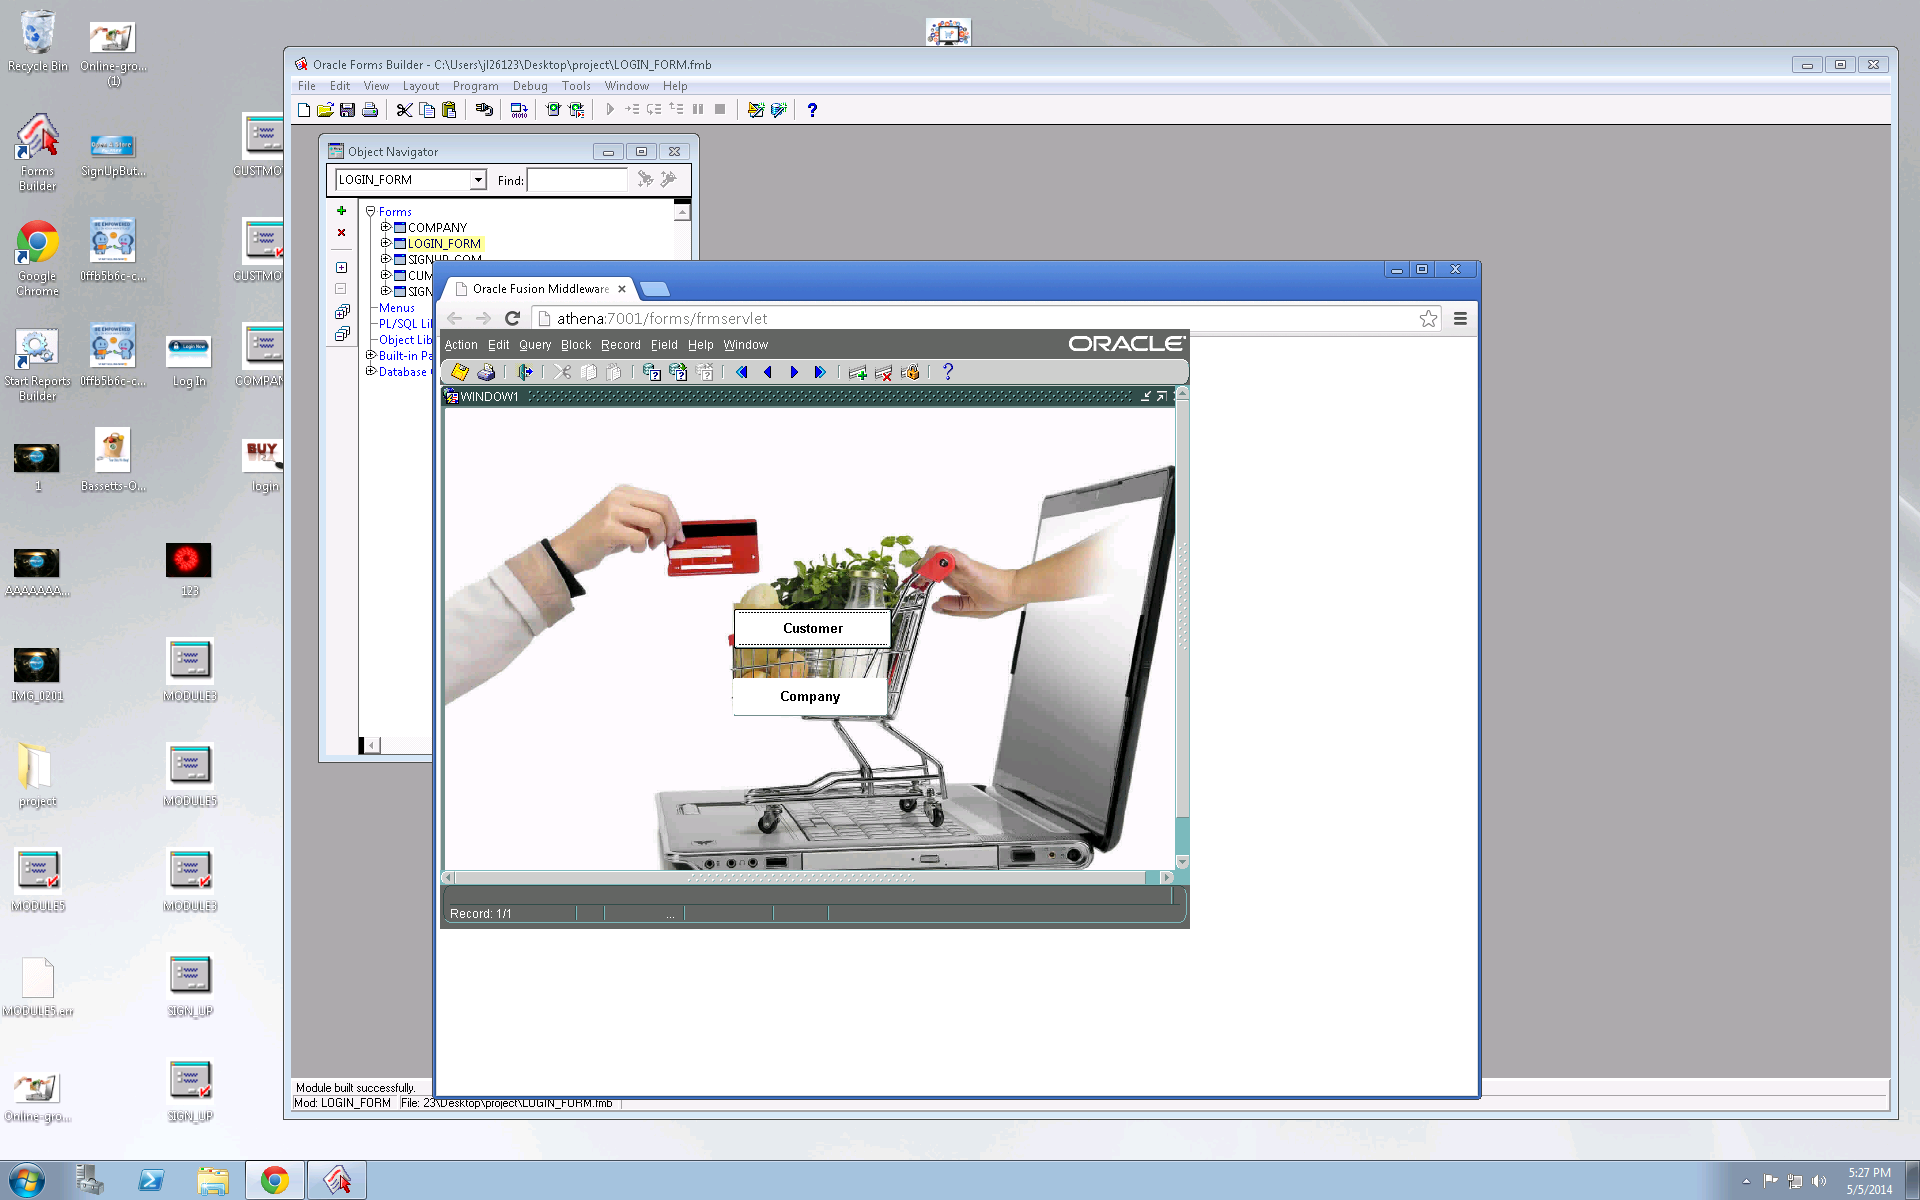 Recycle Bin
Online-gro...
(1)
Forms
Builder
SignUpBut...
CUSTMO
Google
Chrome
0ffb5b6c-c...
CUSTMO
Start Reports
Builder
0ffb5b6c-c...
Log In
COMPAN
1
Bassetts-O...
BUY
login
AAAAAAA...
123
IMG_0201
MODULE3
project
MODULE5
MODULE5
MODULE3
MODULE5.err
SIGN_UP
Online-gro...
SIGN_UP
Oracle Forms Builder - C:\Users\jl26123\Desktop\project\LOGIN_FORM.fmb
File Edit View Layout Program Debug Tools Window Help
Object Navigator
LOGIN_FORM Find:
Forms
COMPANY
LOGIN_FORM
SIGNUP_COM
CUM
SIGN
Menus
PL/SQL Li
Object Lib
Built-in Pa
Database
Oracle Fusion Middleware
athena:7001/forms/frmservlet
Action Edit Query Block Record Field Help Window
ORACLE
WINDOW1
Customer
Company
Record: 1/1
...
Module built successfully.
Mod: LOGIN_FORM File: 23\Desktop\project\LOGIN_FORM.fmb
5:27 PM
5/5/2014